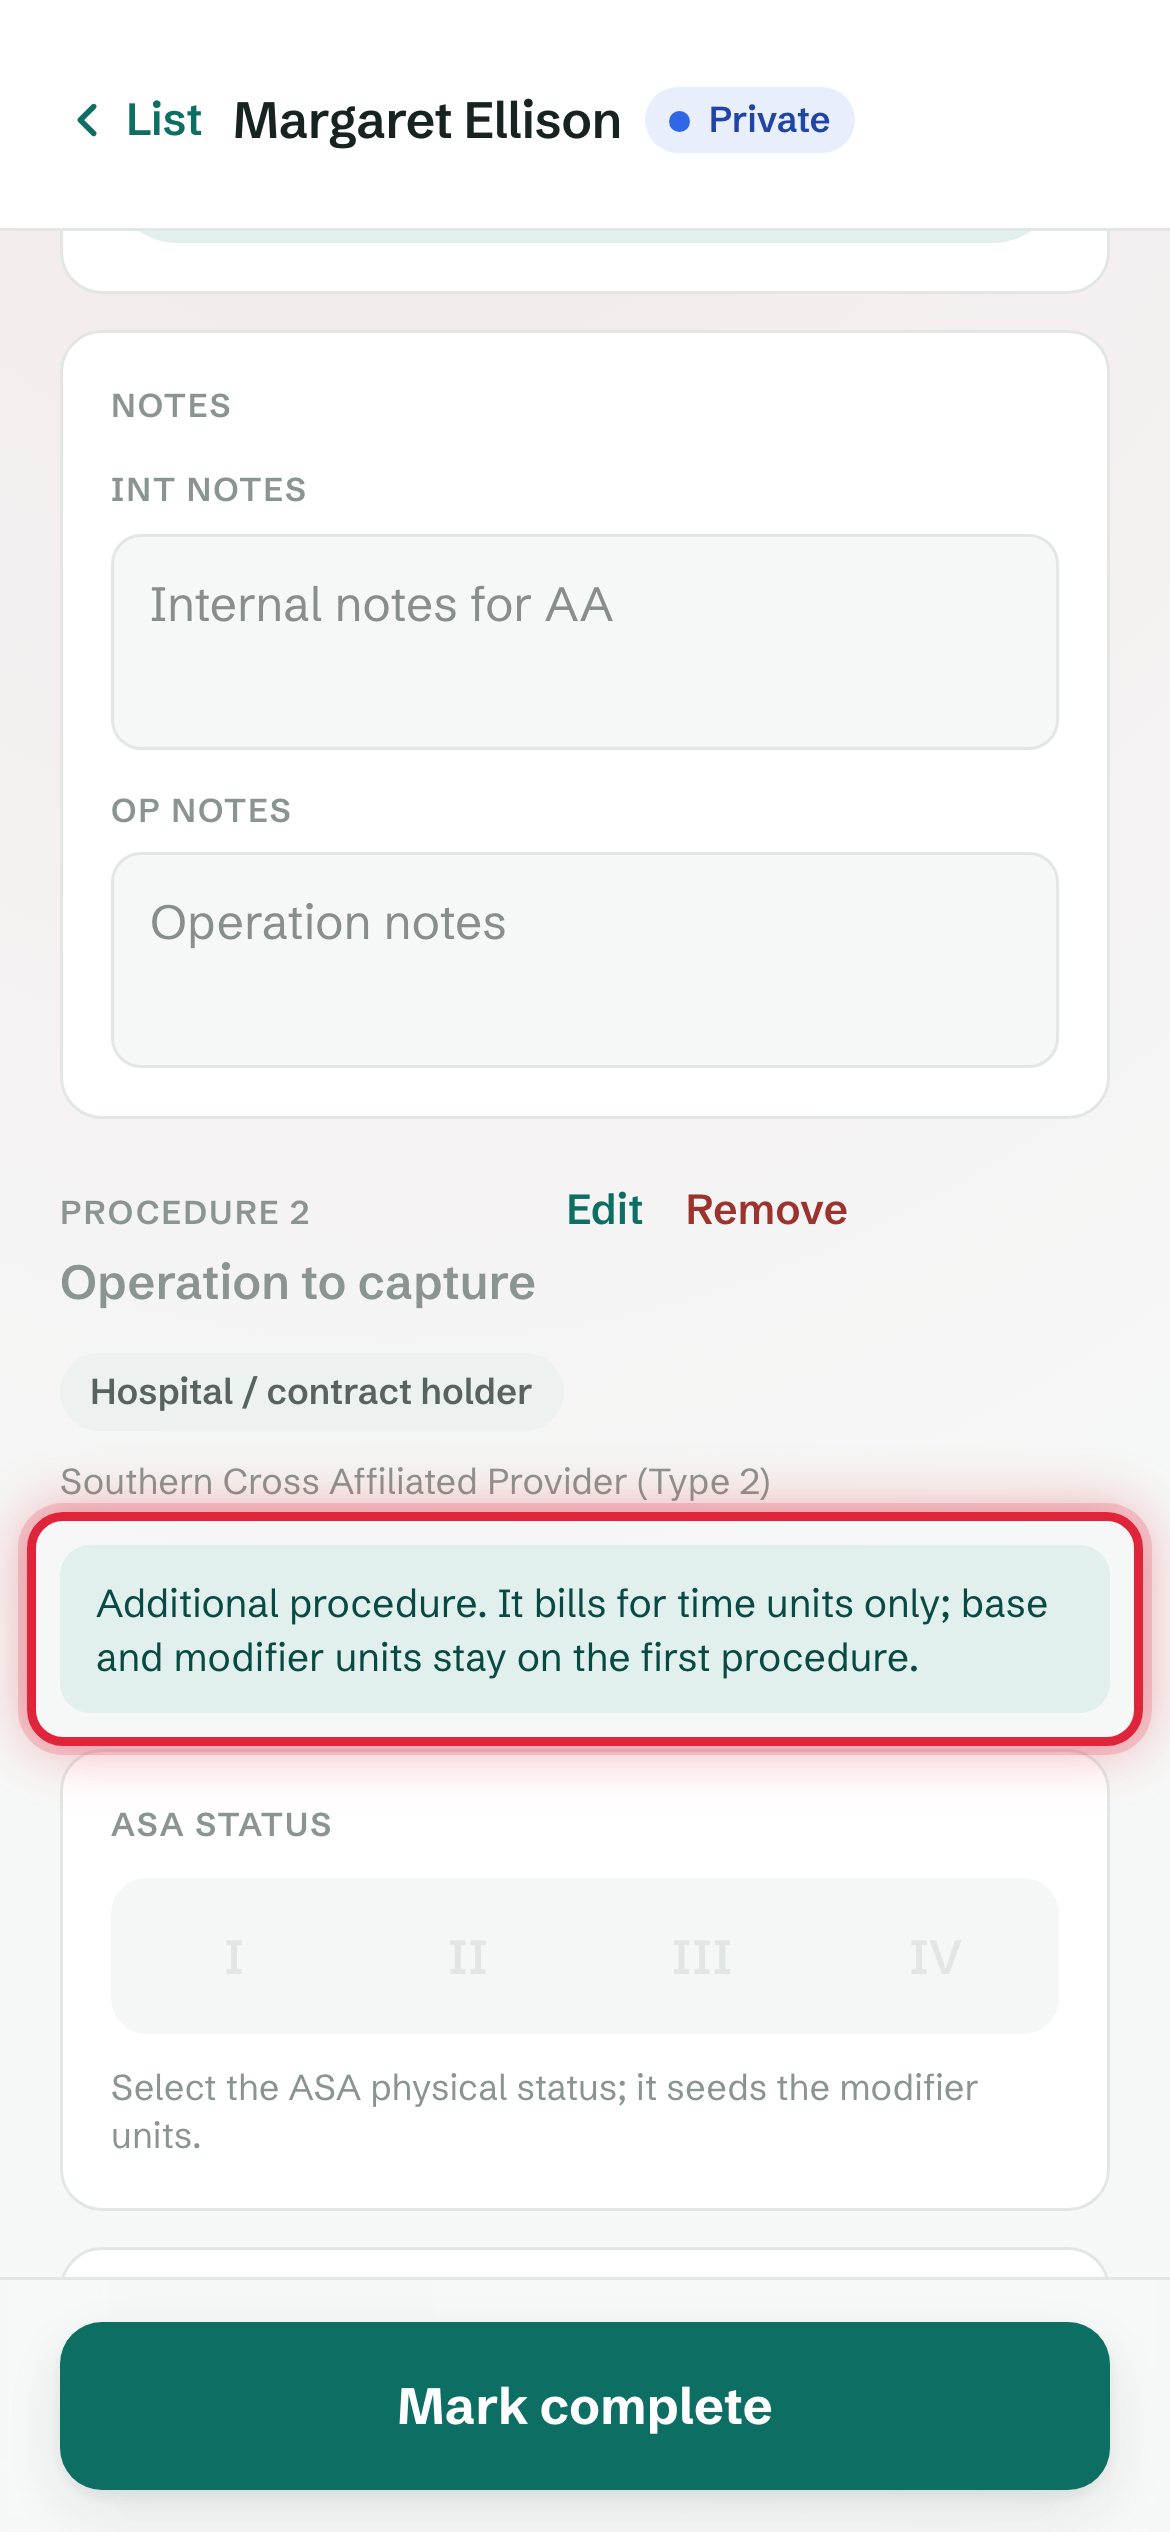 List Margaret Ellison Private
NOTES
INT NOTES
Internal notes for AA
OP NOTES
Operation notes
PROCEDURE 2 Edit Remove
Operation to capture
Hospital / contract holder
Southern Cross Affiliated Provider (Type 2)
Additional procedure. It bills for time units only; base
and modifier units stay on the first procedure.
ASA STATUS
I II III IV
Select the ASA physical status; it seeds the modifier
units.
Mark complete